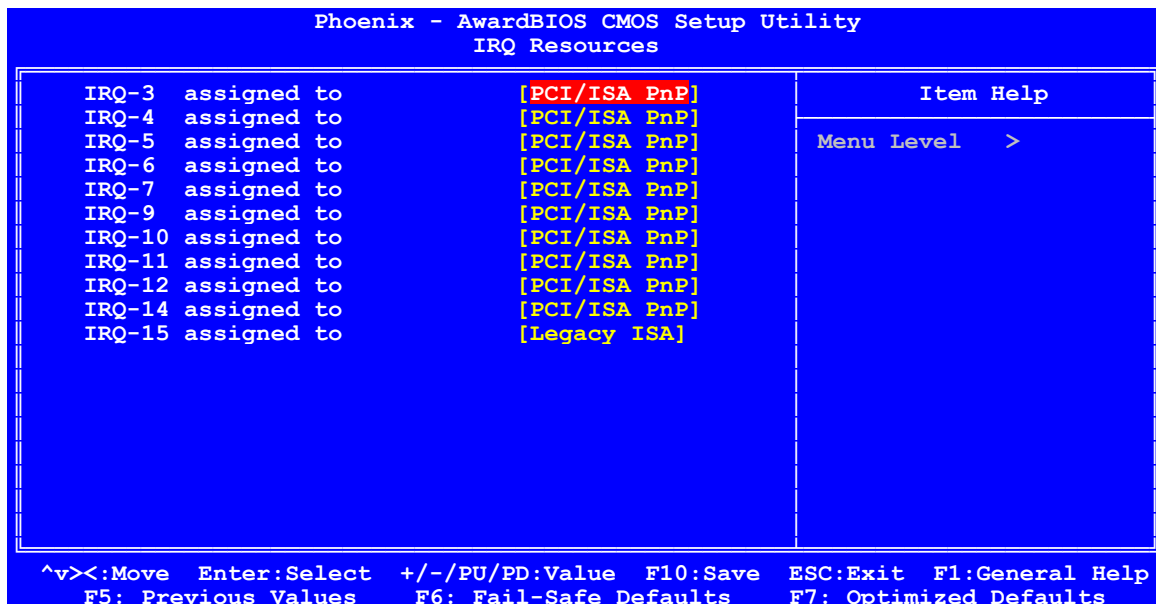 Phoenix - AwardBIOS CMOS Setup Utility
IRQ Resources
IRQ-3 assigned to [PCI/ISA PnP]
Item Help
IRQ-4 assigned to [PCI/ISA PnP]
IRQ-5 assigned to [PCI/ISA PnP]
Menu Level >
IRQ-6 assigned to [PCI/ISA PnP]
IRQ-7 assigned to [PCI/ISA PnP]
IRQ-9 assigned to [PCI/ISA PnP]
IRQ-10 assigned to [PCI/ISA PnP]
IRQ-11 assigned to [PCI/ISA PnP]
IRQ-12 assigned to [PCI/ISA PnP]
IRQ-14 assigned to [PCI/ISA PnP]
IRQ-15 assigned to [Legacy ISA]
^v><:Move Enter:Select +/-/PU/PD:Value F10:Save ESC:Exit F1:General Help
F5: Previous Values F6: Fail-Safe Defaults F7: Optimized Defaults